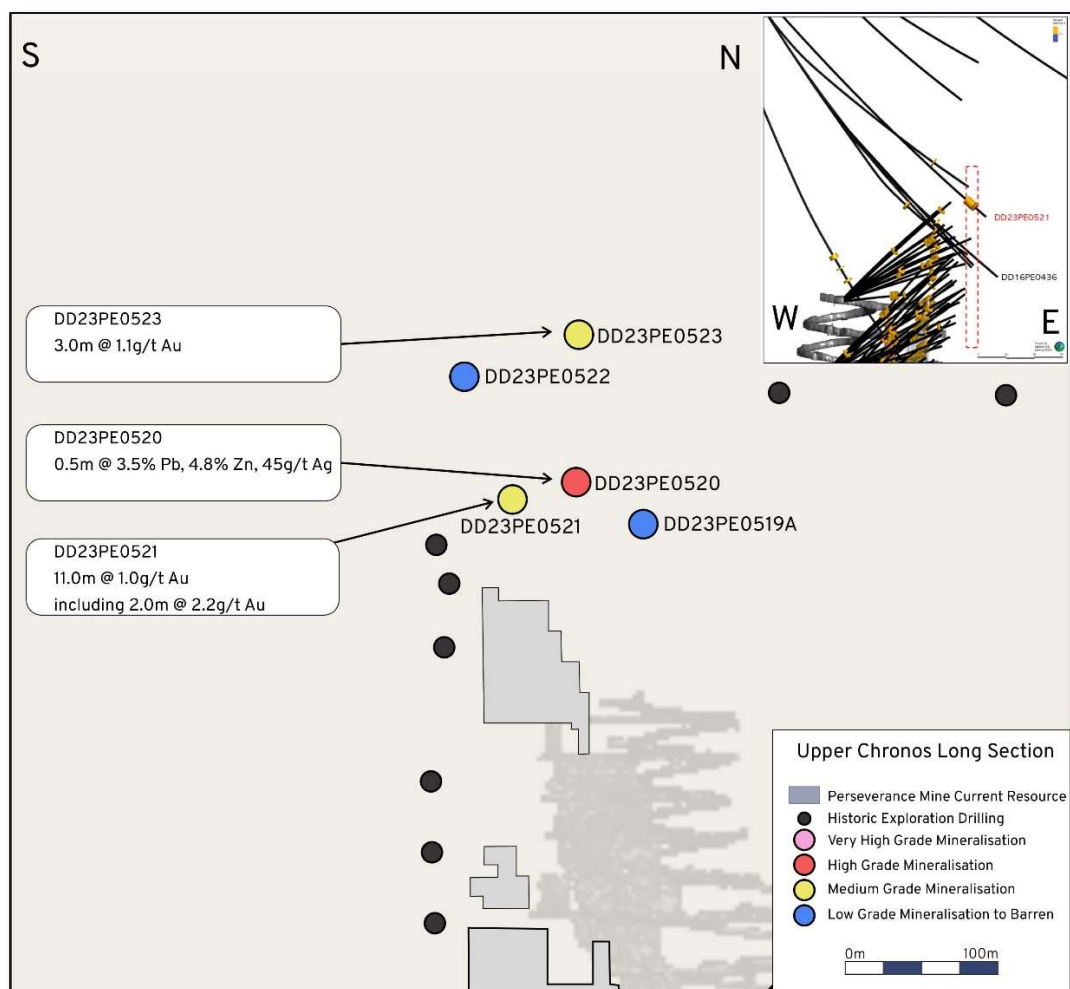 S
N
DD23PE0521
DD16PE0436
W
E
DD23PE0523
3.0m @ 1.1g/t Au
DD23PE0523
DD23PE0522
DD23PE0520
0.5m @ 3.5% Pb, 4.8% Zn, 45g/t Ag
DD23PE0520
DD23PE0521
DD23PE0519A
DD23PE0521
11.0m @ 1.0g/t Au
including 2.0m @ 2.2g/t Au
Upper Chronos Long Section
Perseverance Mine Current Resource
Historic Exploration Drilling
Very High Grade Mineralisation
High Grade Mineralisation
Medium Grade Mineralisation
Low Grade Mineralisation to Barren
0m 100m